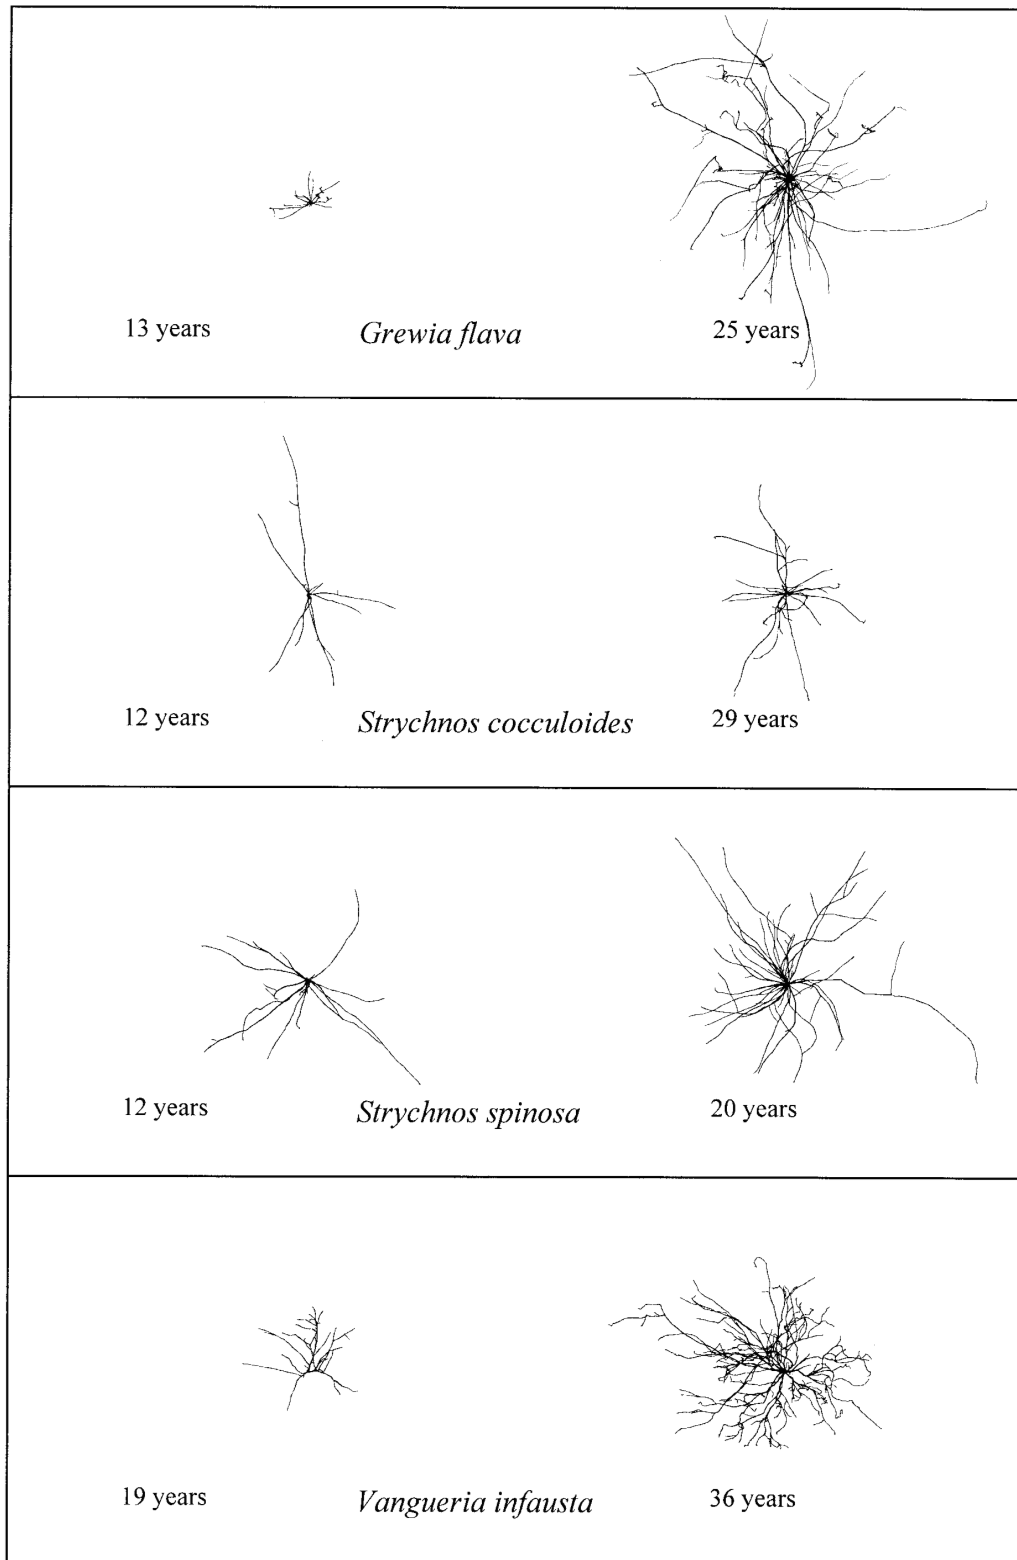 13 years Grewia flava 25 years
12 years Strychnos cocculoides 29 years
12 years Strychnos spinosa 20 years
19 years Vangueria infausta 36 years